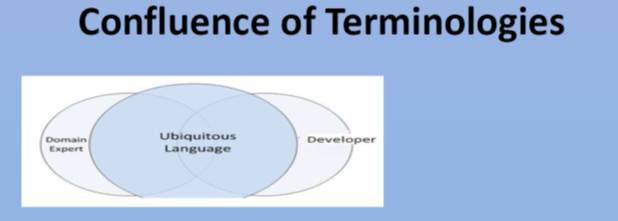 Confluence of Terminologies
Domain
Expert
Ubiquitous
Language
Developer